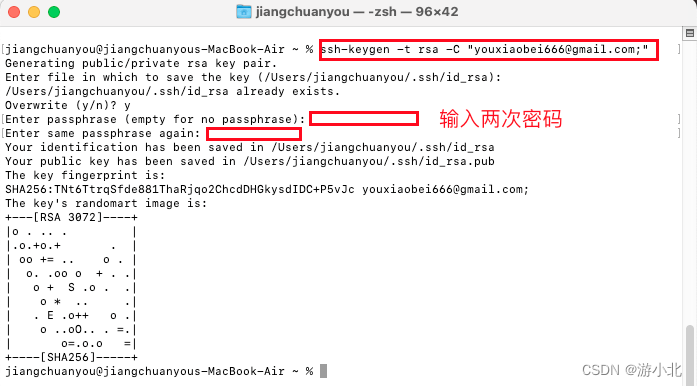 jiangchuanyou — -zsh — 96×42
[jiangchuanyou@jiangchuanyous-MacBook-Air ~ % ssh-keygen -t rsa -C "youxiaobei666@gmail.com;" ]
Generating public/private rsa key pair.
Enter file in which to save the key (/Users/jiangchuanyou/.ssh/id_rsa):
/Users/jiangchuanyou/.ssh/id_rsa already exists.
Overwrite (y/n)? y
[Enter passphrase (empty for no passphrase): 输入两次密码 ]
[Enter same passphrase again: ]
Your identification has been saved in /Users/jiangchuanyou/.ssh/id_rsa
Your public key has been saved in /Users/jiangchuanyou/.ssh/id_rsa.pub
The key fingerprint is:
SHA256:TNt6TtrqSfde881ThaRjqo2ChcdDHGkysdIDC+P5vJc youxiaobei666@gmail.com;
The key's randomart image is:
+---[RSA 3072]----+
|o . .. .         |
|.o.+o.+       .  |
| oo += ..    o . |
|  o. .oo o  + . .|
|   o +  S .o .  .|
|    o *  ..     .|
|   . E .o++   o .|
|    o ..oO.. . =.|
|       o=.o.o   =|
+----[SHA256]-----+
jiangchuanyou@jiangchuanyous-MacBook-Air ~ %
CSDN @游小北